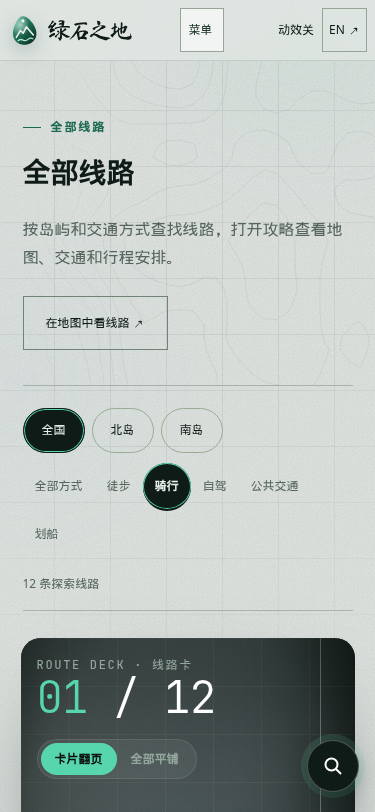 绿石之地
菜单
动效关
EN ↗
全部线路
全部线路
按岛屿和交通方式查找线路，打开攻略查看地
图、交通和行程安排。
在地图中看线路 ↗
全国 北岛 南岛
全部方式 徒步 骑行 自驾 公共交通
划船
12 条探索线路
ROUTE DECK · 线路卡
01 / 12
卡片翻页 全部平铺